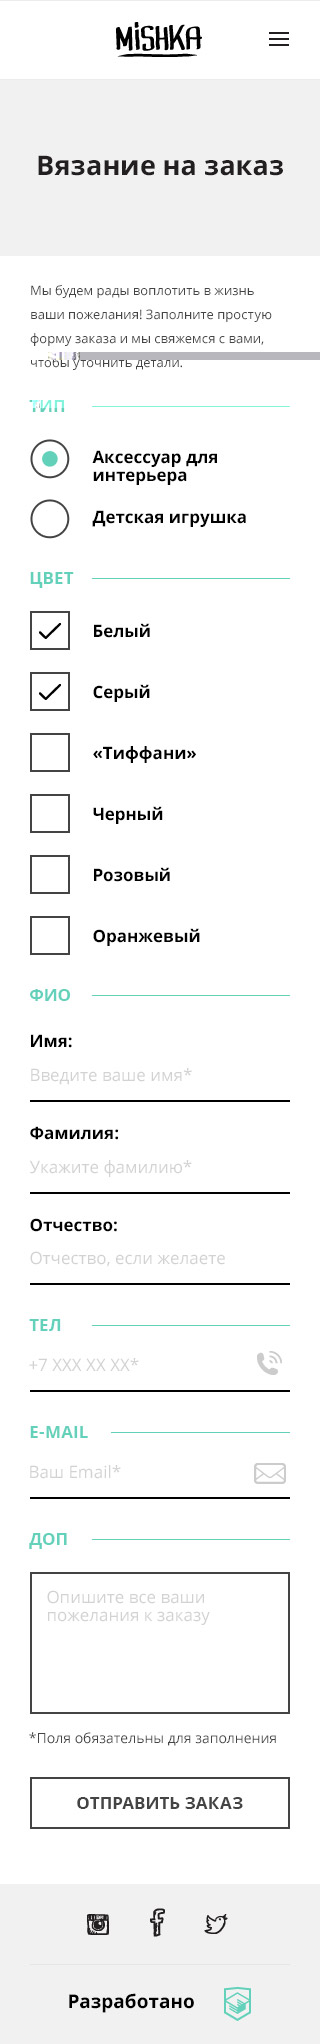 MiSHKA
Вязание на заказ
Мы будем рады воплотить в жизнь
ваши пожелания! Заполните простую
форму заказа и мы свяжемся с вами,
чтобы уточнить детали.
ТИП
Аксессуар для
интерьера
Детская игрушка
ЦВЕТ
Белый
Серый
«Тиффани»
Черный
Розовый
Оранжевый
ФИО
Имя:
Введите ваше имя*
Фамилия:
Укажите фамилию*
Отчество:
Отчество, если желаете
ТЕЛ
+7 XXX XX XX*
E-MAIL
Ваш Email*
ДОП
Опишите все ваши
пожелания к заказу
*Поля обязательны для заполнения
ОТПРАВИТЬ ЗАКАЗ
Разработано